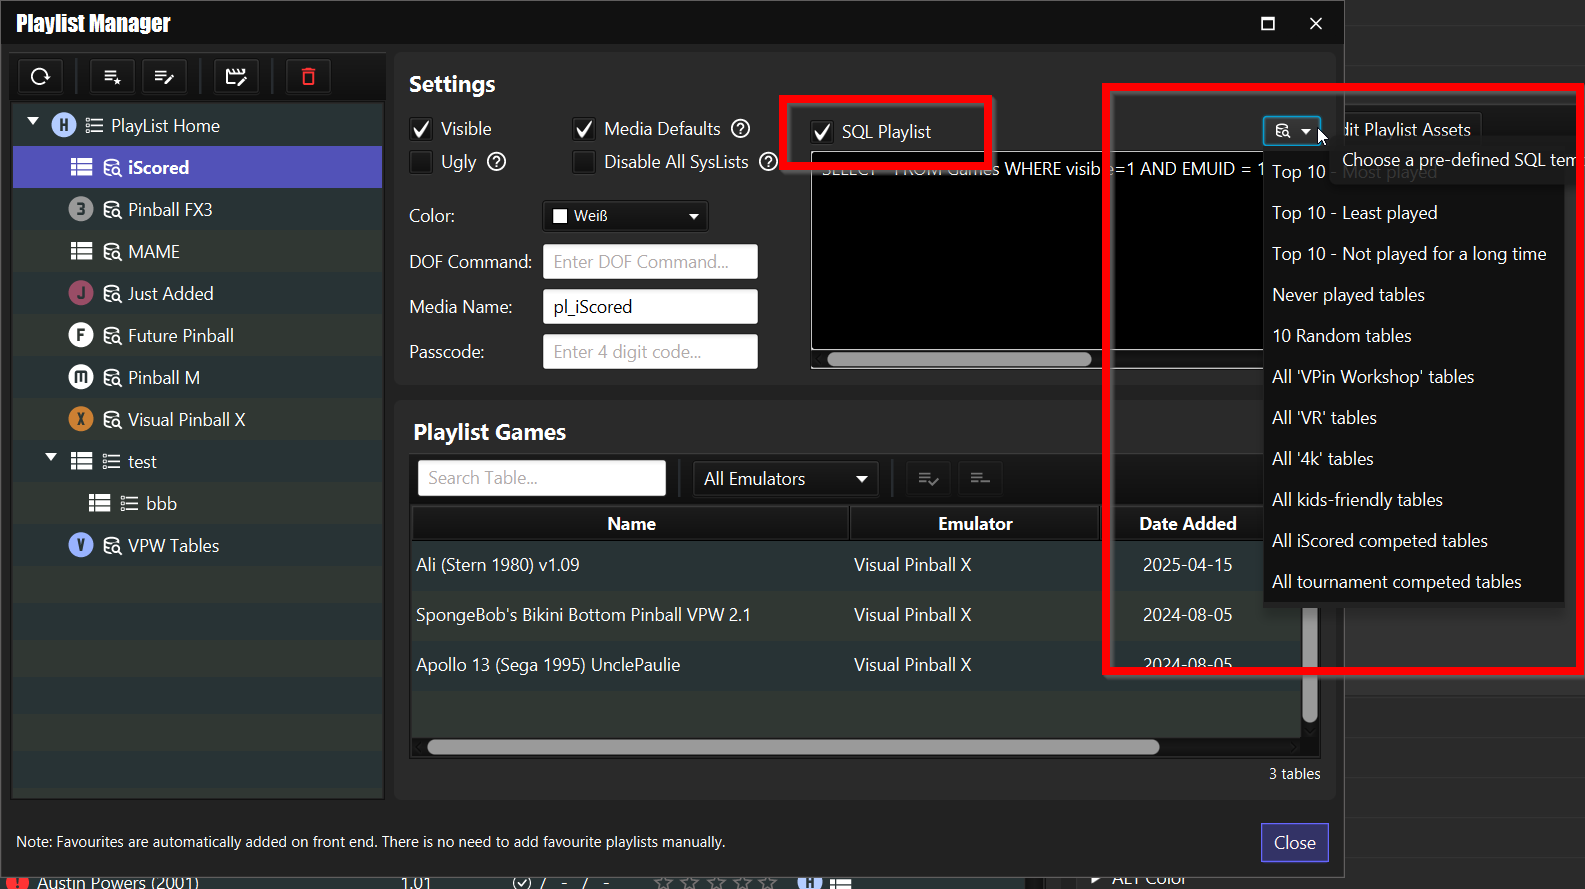 Playlist Manager
H PlayList Home
iScored
3 Pinball FX3
MAME
J Just Added
F Future Pinball
m Pinball M
X Visual Pinball X
test
bbb
V VPW Tables
Settings
Visible
Media Defaults ?
Ugly ?
Disable All SysLists ?
Color: Weiß
DOF Command: Enter DOF Command...
Media Name: pl_iScored
Passcode: Enter 4 digit code...
SQL Playlist
FROM Games WHERE visible=1 AND EMUID = 1
dit Playlist Assets
Choose a pre-defined SQL tem
Top 10 - Most played
Top 10 - Least played
Top 10 - Not played for a long time
Never played tables
10 Random tables
All 'VPin Workshop' tables
All 'VR' tables
All '4k' tables
All kids-friendly tables
All iScored competed tables
All tournament competed tables
Playlist Games
Search Table... All Emulators
Name Emulator Date Added
Ali (Stern 1980) v1.09 Visual Pinball X 2025-04-15
SpongeBob's Bikini Bottom Pinball VPW 2.1 Visual Pinball X 2024-08-05
Apollo 13 (Sega 1995) UnclePaulie Visual Pinball X 2024-08-05
3 tables
Note: Favourites are automatically added on front end. There is no need to add favourite playlists manually.
Close
Austin Powers (2001) 1.01 / - / - H
ALT Color